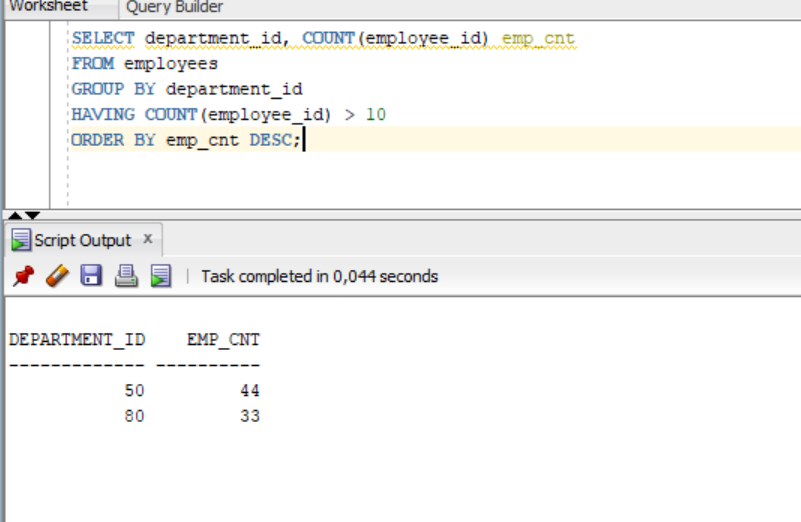 Worksheet Query Builder
SELECT department_id, COUNT(employee_id) emp_cnt
FROM employees
GROUP BY department_id
HAVING COUNT(employee_id) > 10
ORDER BY emp_cnt DESC;
Script Output x
Task completed in 0,044 seconds
DEPARTMENT_ID EMP_CNT
------------- ----------
50 44
80 33